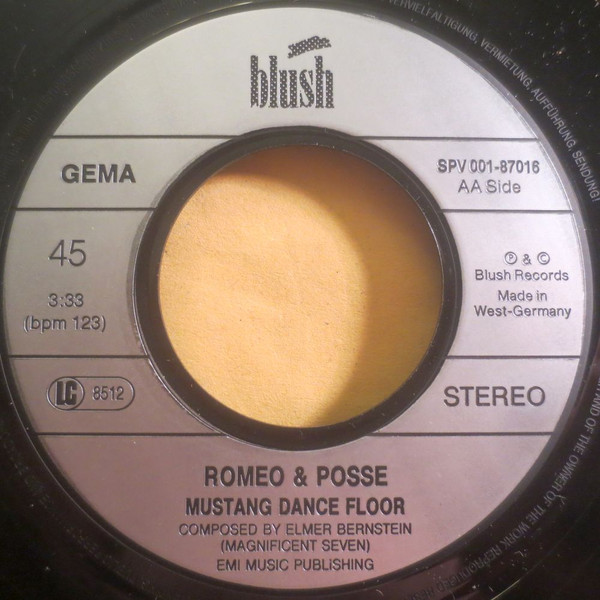 blush
GEMA
SPV 001-87016
AA Side
45
3:33
(bpm 123)
℗ & ©
Blush Records
Made in
West-Germany
LC 8512
STEREO
ROMEO & POSSE
MUSTANG DANCE FLOOR
COMPOSED BY ELMER BERNSTEIN
(MAGNIFICENT SEVEN)
EMI MUSIC PUBLISHING
VERMIETUNG, AUFFÜHRUNG, SENDUNG!
OF THE OWNER OF THE WORK